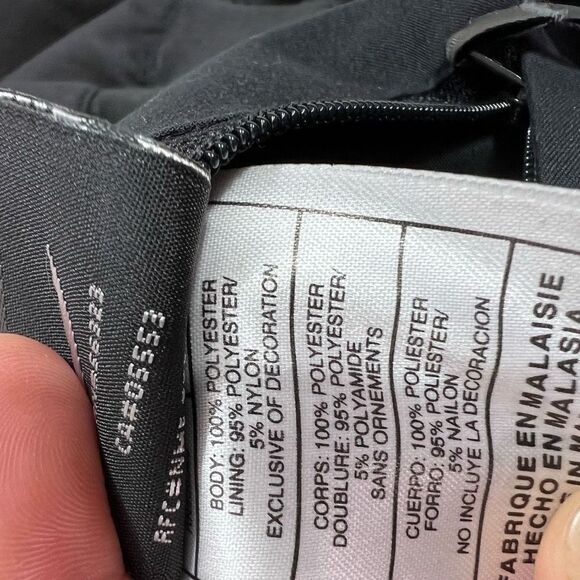 CA#05553
BODY: 100% POLYESTER
LINING: 95% POLYESTER/
5% NYLON
EXCLUSIVE OF DECORATION
CORPS: 100% POLYESTER
DOUBLURE: 95% POLYESTER/
5% POLYAMIDE
SANS ORNEMENTS
CUERPO: 100% POLIESTER
FORRO: 95% POLIESTER/
5% NAILON
NO INCLUYE LA DECORACION
FABRIQUE EN MALAISIE
HECHO EN MALASIA
IN